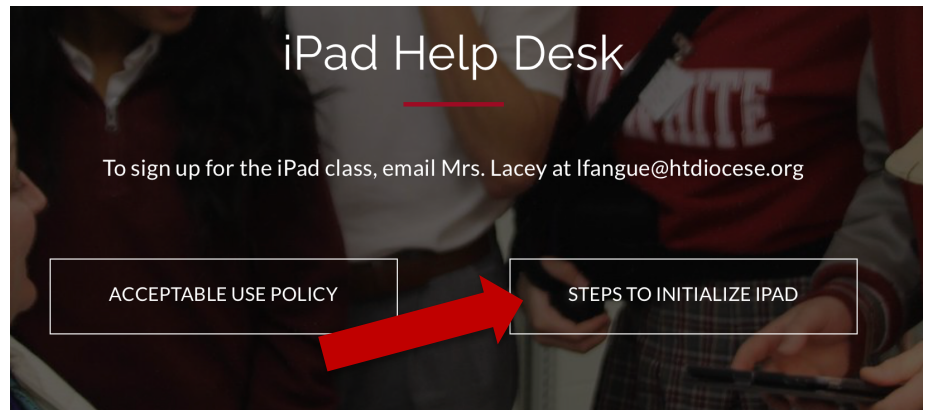 iPad Help Desk
To sign up for the iPad class, email Mrs. Lacey at lfangue@htdiocese.org
ACCEPTABLE USE POLICY
STEPS TO INITIALIZE IPAD